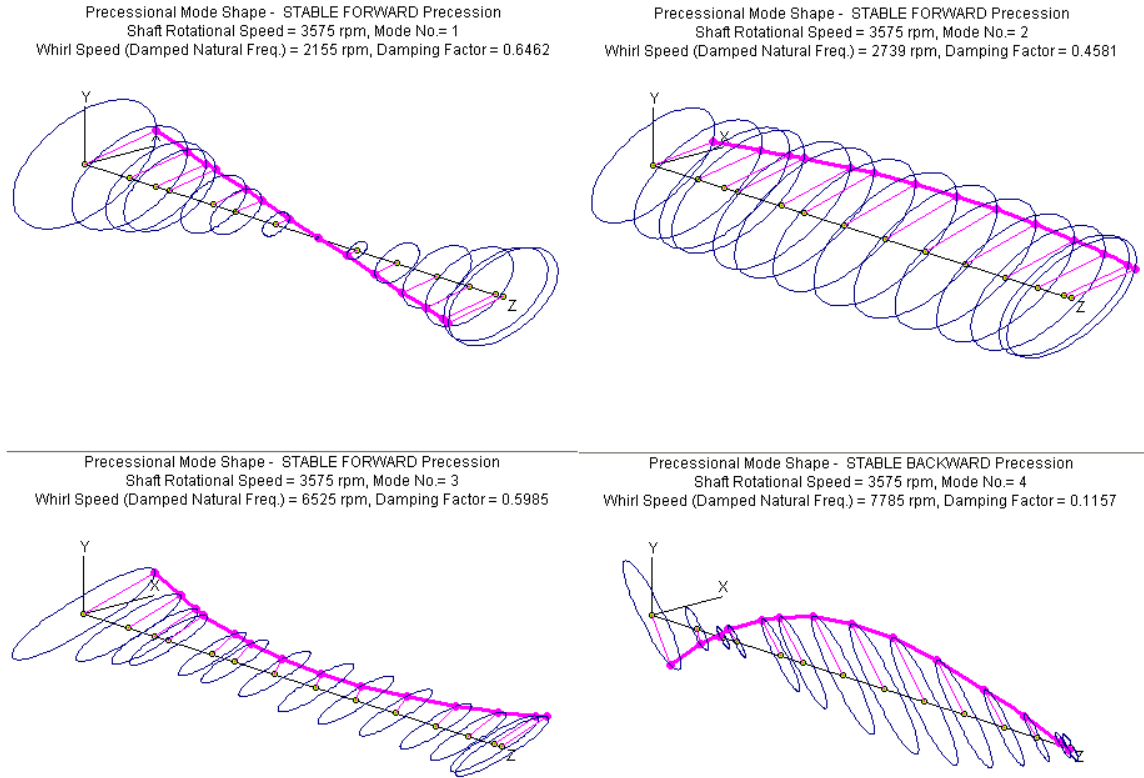 Precessional Mode Shape - STABLE FORWARD Precession
Shaft Rotational Speed = 3575 rpm, Mode No.= 1
Whirl Speed (Damped Natural Freq.) = 2155 rpm, Damping Factor = 0.6462
Y
Z
Precessional Mode Shape - STABLE FORWARD Precession
Shaft Rotational Speed = 3575 rpm, Mode No.= 2
Whirl Speed (Damped Natural Freq.) = 2739 rpm, Damping Factor = 0.4581
Y
X
Z
Precessional Mode Shape - STABLE FORWARD Precession
Shaft Rotational Speed = 3575 rpm, Mode No.= 3
Whirl Speed (Damped Natural Freq.) = 6525 rpm, Damping Factor = 0.5985
Y
X
Z
Precessional Mode Shape - STABLE BACKWARD Precession
Shaft Rotational Speed = 3575 rpm, Mode No.= 4
Whirl Speed (Damped Natural Freq.) = 7785 rpm, Damping Factor = 0.1157
Y
X
Z